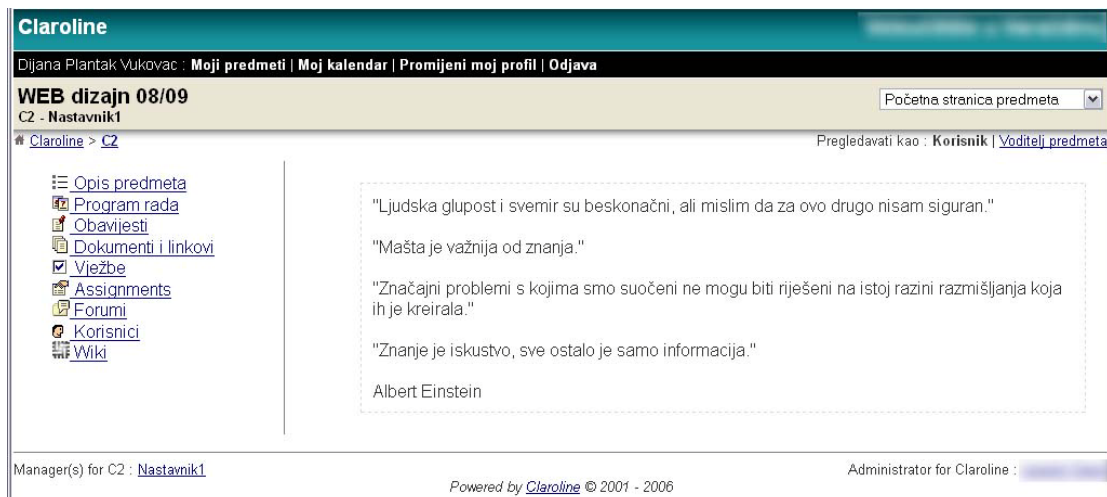 Claroline
Dijana Plantak Vukovac : Moji predmeti | Moj kalendar | Promijeni moj profil | Odjava
WEB dizajn 08/09
Početna stranica predmeta
C2 - Nastavnik1
Claroline > C2
Pregledavati kao : Korisnik | Voditelj predmeta
Opis predmeta
Program rada
Obavijesti
Dokumenti i linkovi
Vježbe
Assignments
Forumi
Korisnici
Wiki
"Ljudska glupost i svemir su beskonačni, ali mislim da za ovo drugo nisam siguran."
"Mašta je važnija od znanja."
"Značajni problemi s kojima smo suočeni ne mogu biti riješeni na istoj razini razmišljanja koja
ih je kreirala."
"Znanje je iskustvo, sve ostalo je samo informacija."
Albert Einstein
Manager(s) for C2 : Nastavnik1
Administrator for Claroline :
Powered by Claroline © 2001 - 2006